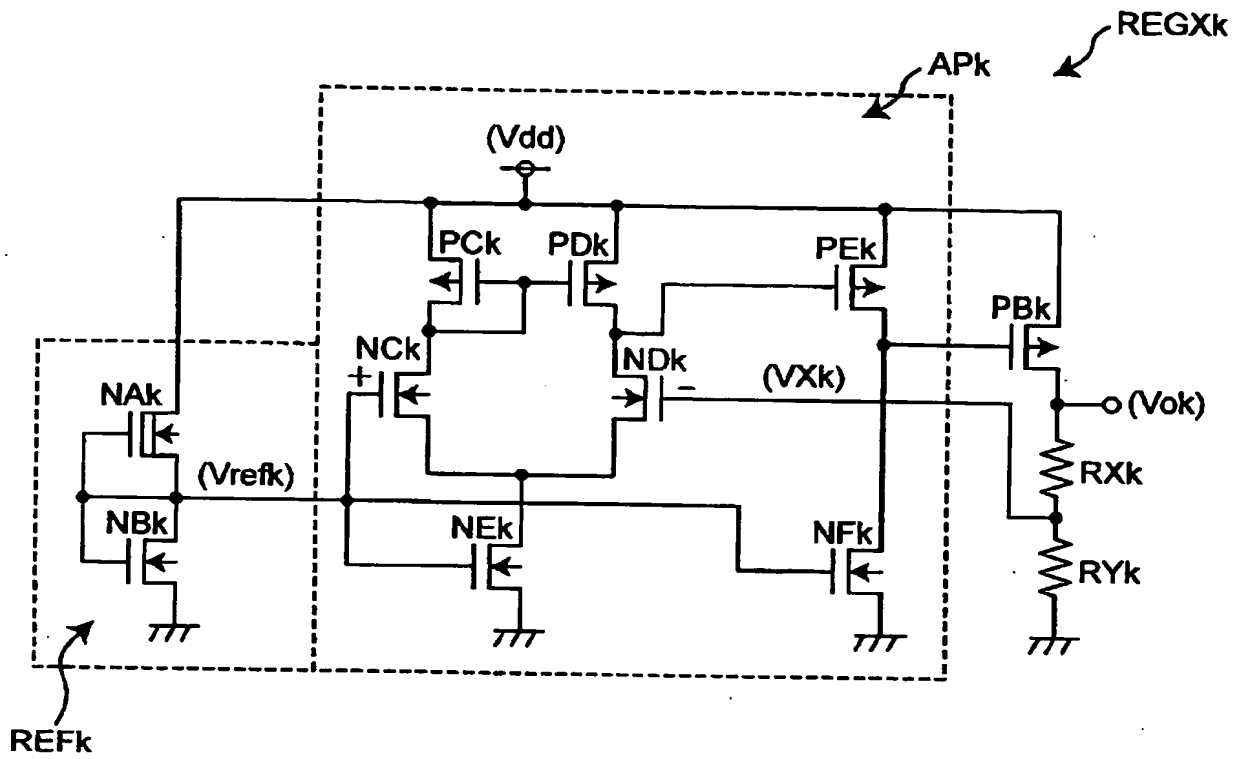 REGXk
APk
(Vdd)
PCk
PDk
PEk
PBk
NCk
+
NDk
-
(VXk)
(Vok)
NAk
(Vrefk)
RXk
NBk
NEk
NFk
RYk
REFk